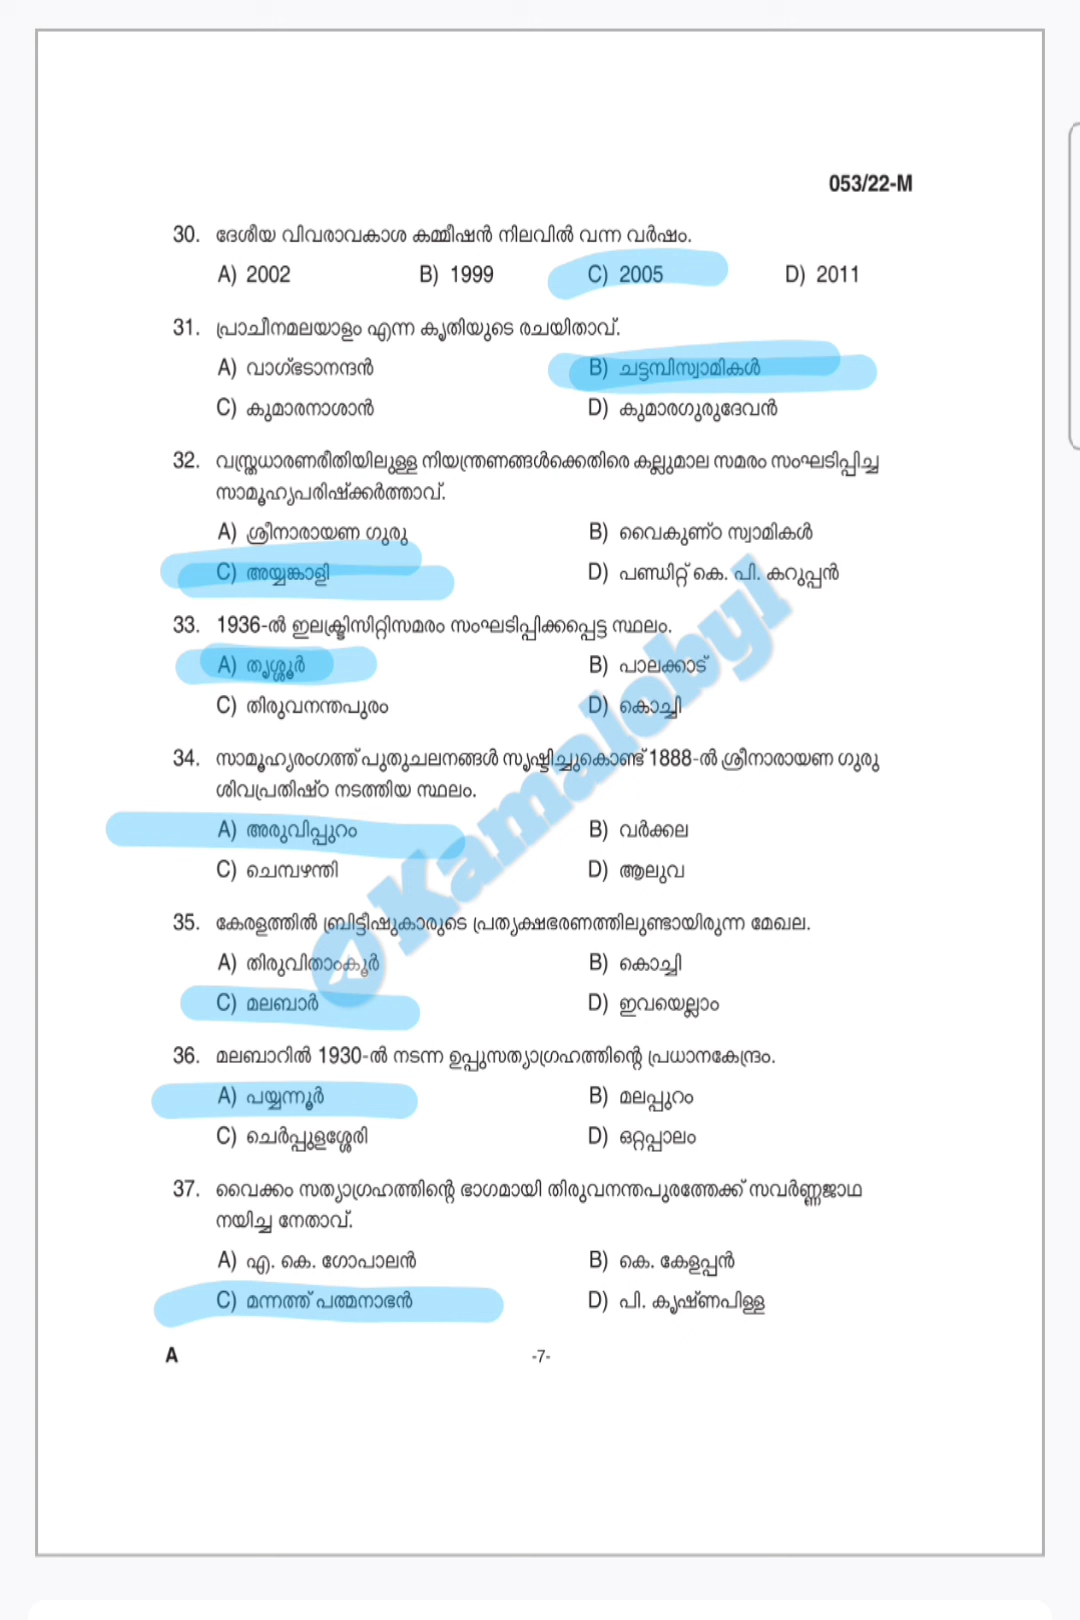 053/22-M
30. ദേശീയ വിവരാവകാശ കമ്മീഷൻ നിലവിൽ വന്ന വർഷം.
A) 2002 B) 1999 C) 2005 D) 2011
31. പ്രാചീനമലയാളം എന്ന കൃതിയുടെ രചയിതാവ്.
A) വാഗ്ഭടാനന്ദൻ B) ചട്ടമ്പിസ്വാമികൾ
C) കുമാരനാശാൻ D) കുമാരഗുരുദേവൻ
32. വസ്ത്രധാരണരീതിയിലുള്ള നിയന്ത്രണങ്ങൾക്കെതിരെ കല്ലുമാല സമരം സംഘടിപ്പിച്ച
സാമൂഹ്യപരിഷ്ക്കർത്താവ്.
A) ശ്രീനാരായണ ഗുരു B) വൈകുണ്ഠ സ്വാമികൾ
C) അയ്യങ്കാളി D) പണ്ഡിറ്റ് കെ. പി. കറുപ്പൻ
33. 1936-ൽ ഇലക്ട്രിസിറ്റിസമരം സംഘടിപ്പിക്കപ്പെട്ട സ്ഥലം.
A) തൃശ്ശൂർ B) പാലക്കാട്
C) തിരുവനന്തപുരം D) കൊച്ചി
34. സാമൂഹ്യരംഗത്ത് പുതുചലനങ്ങൾ സൃഷ്ടിച്ചുകൊണ്ട് 1888-ൽ ശ്രീനാരായണ ഗുരു
ശിവപ്രതിഷ്ഠ നടത്തിയ സ്ഥലം.
A) അരുവിപ്പുറം B) വർക്കല
C) ചെമ്പഴന്തി D) ആലുവ
35. കേരളത്തിൽ ബ്രിട്ടീഷുകാരുടെ പ്രത്യക്ഷഭരണത്തിലുണ്ടായിരുന്ന മേഖല.
A) തിരുവിതാംകൂർ B) കൊച്ചി
C) മലബാർ D) ഇവയെല്ലാം
36. മലബാറിൽ 1930-ൽ നടന്ന ഉപ്പുസത്യാഗ്രഹത്തിന്റെ പ്രധാനകേന്ദ്രം.
A) പയ്യന്നൂർ B) മലപ്പുറം
C) ചെർപ്പുളശ്ശേരി D) ഒറ്റപ്പാലം
37. വൈക്കം സത്യാഗ്രഹത്തിന്റെ ഭാഗമായി തിരുവനന്തപുരത്തേക്ക് സവർണ്ണജാഥ
നയിച്ച നേതാവ്.
A) എ. കെ. ഗോപാലൻ B) കെ. കേളപ്പൻ
C) മന്നത്ത് പത്മനാഭൻ D) പി. കൃഷ്ണപിള്ള
A -7-
Kamalobyl